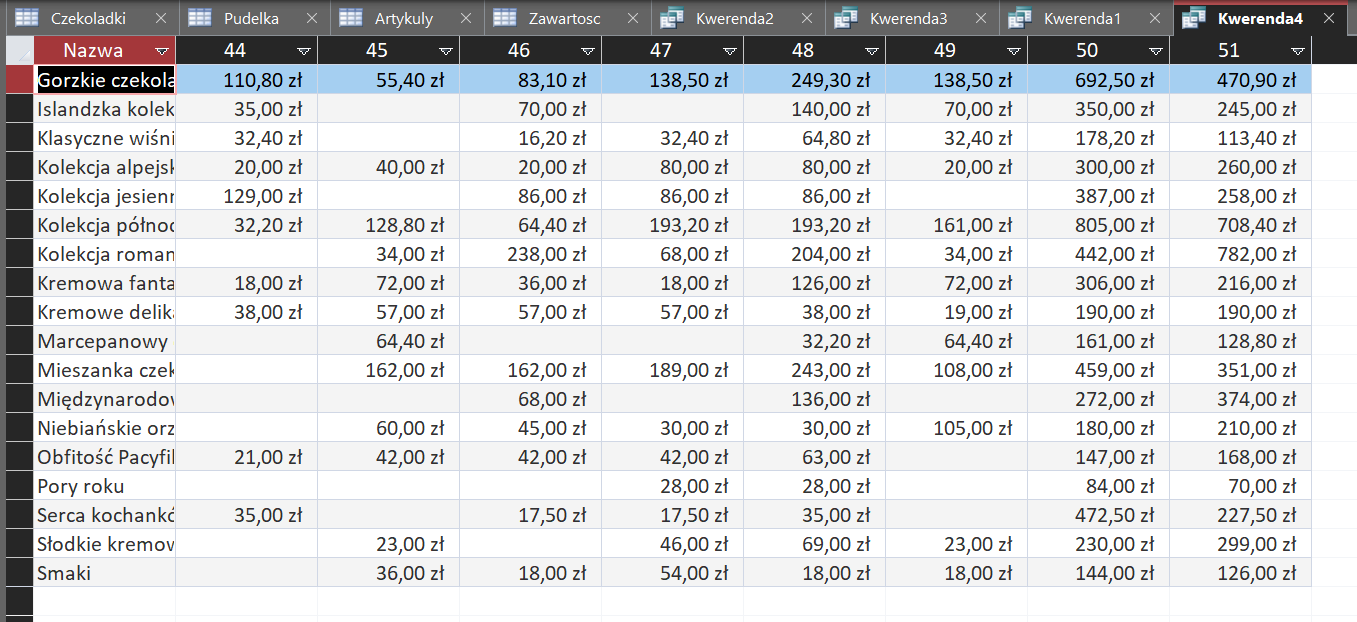 Czekoladki Pudelka Artykuly Zawartosc Kwerenda2 Kwerenda3 Kwerenda1 Kwerenda4
Nazwa 44 45 46 47 48 49 50 51
Gorzkie czekola 110,80 zł 55,40 zł 83,10 zł 138,50 zł 249,30 zł 138,50 zł 692,50 zł 470,90 zł
Islandzka kolek 35,00 zł 70,00 zł 140,00 zł 70,00 zł 350,00 zł 245,00 zł
Klasyczne wiśni 32,40 zł 16,20 zł 32,40 zł 64,80 zł 32,40 zł 178,20 zł 113,40 zł
Kolekcja alpejsk 20,00 zł 40,00 zł 20,00 zł 80,00 zł 80,00 zł 20,00 zł 300,00 zł 260,00 zł
Kolekcja jesienn 129,00 zł 86,00 zł 86,00 zł 86,00 zł 387,00 zł 258,00 zł
Kolekcja północ 32,20 zł 128,80 zł 64,40 zł 193,20 zł 193,20 zł 161,00 zł 805,00 zł 708,40 zł
Kolekcja roman 34,00 zł 238,00 zł 68,00 zł 204,00 zł 34,00 zł 442,00 zł 782,00 zł
Kremowa fanta 18,00 zł 72,00 zł 36,00 zł 18,00 zł 126,00 zł 72,00 zł 306,00 zł 216,00 zł
Kremowe delika 38,00 zł 57,00 zł 57,00 zł 57,00 zł 38,00 zł 19,00 zł 190,00 zł 190,00 zł
Marcepanowy 64,40 zł 32,20 zł 64,40 zł 161,00 zł 128,80 zł
Mieszanka czek 162,00 zł 162,00 zł 189,00 zł 243,00 zł 108,00 zł 459,00 zł 351,00 zł
Międzynarodow 68,00 zł 136,00 zł 272,00 zł 374,00 zł
Niebiańskie orz 60,00 zł 45,00 zł 30,00 zł 30,00 zł 105,00 zł 180,00 zł 210,00 zł
Obfitość Pacyfil 21,00 zł 42,00 zł 42,00 zł 42,00 zł 63,00 zł 147,00 zł 168,00 zł
Pory roku 28,00 zł 28,00 zł 84,00 zł 70,00 zł
Serca kochankó 35,00 zł 17,50 zł 17,50 zł 35,00 zł 472,50 zł 227,50 zł
Słodkie kremow 23,00 zł 46,00 zł 69,00 zł 23,00 zł 230,00 zł 299,00 zł
Smaki 36,00 zł 18,00 zł 54,00 zł 18,00 zł 18,00 zł 144,00 zł 126,00 zł